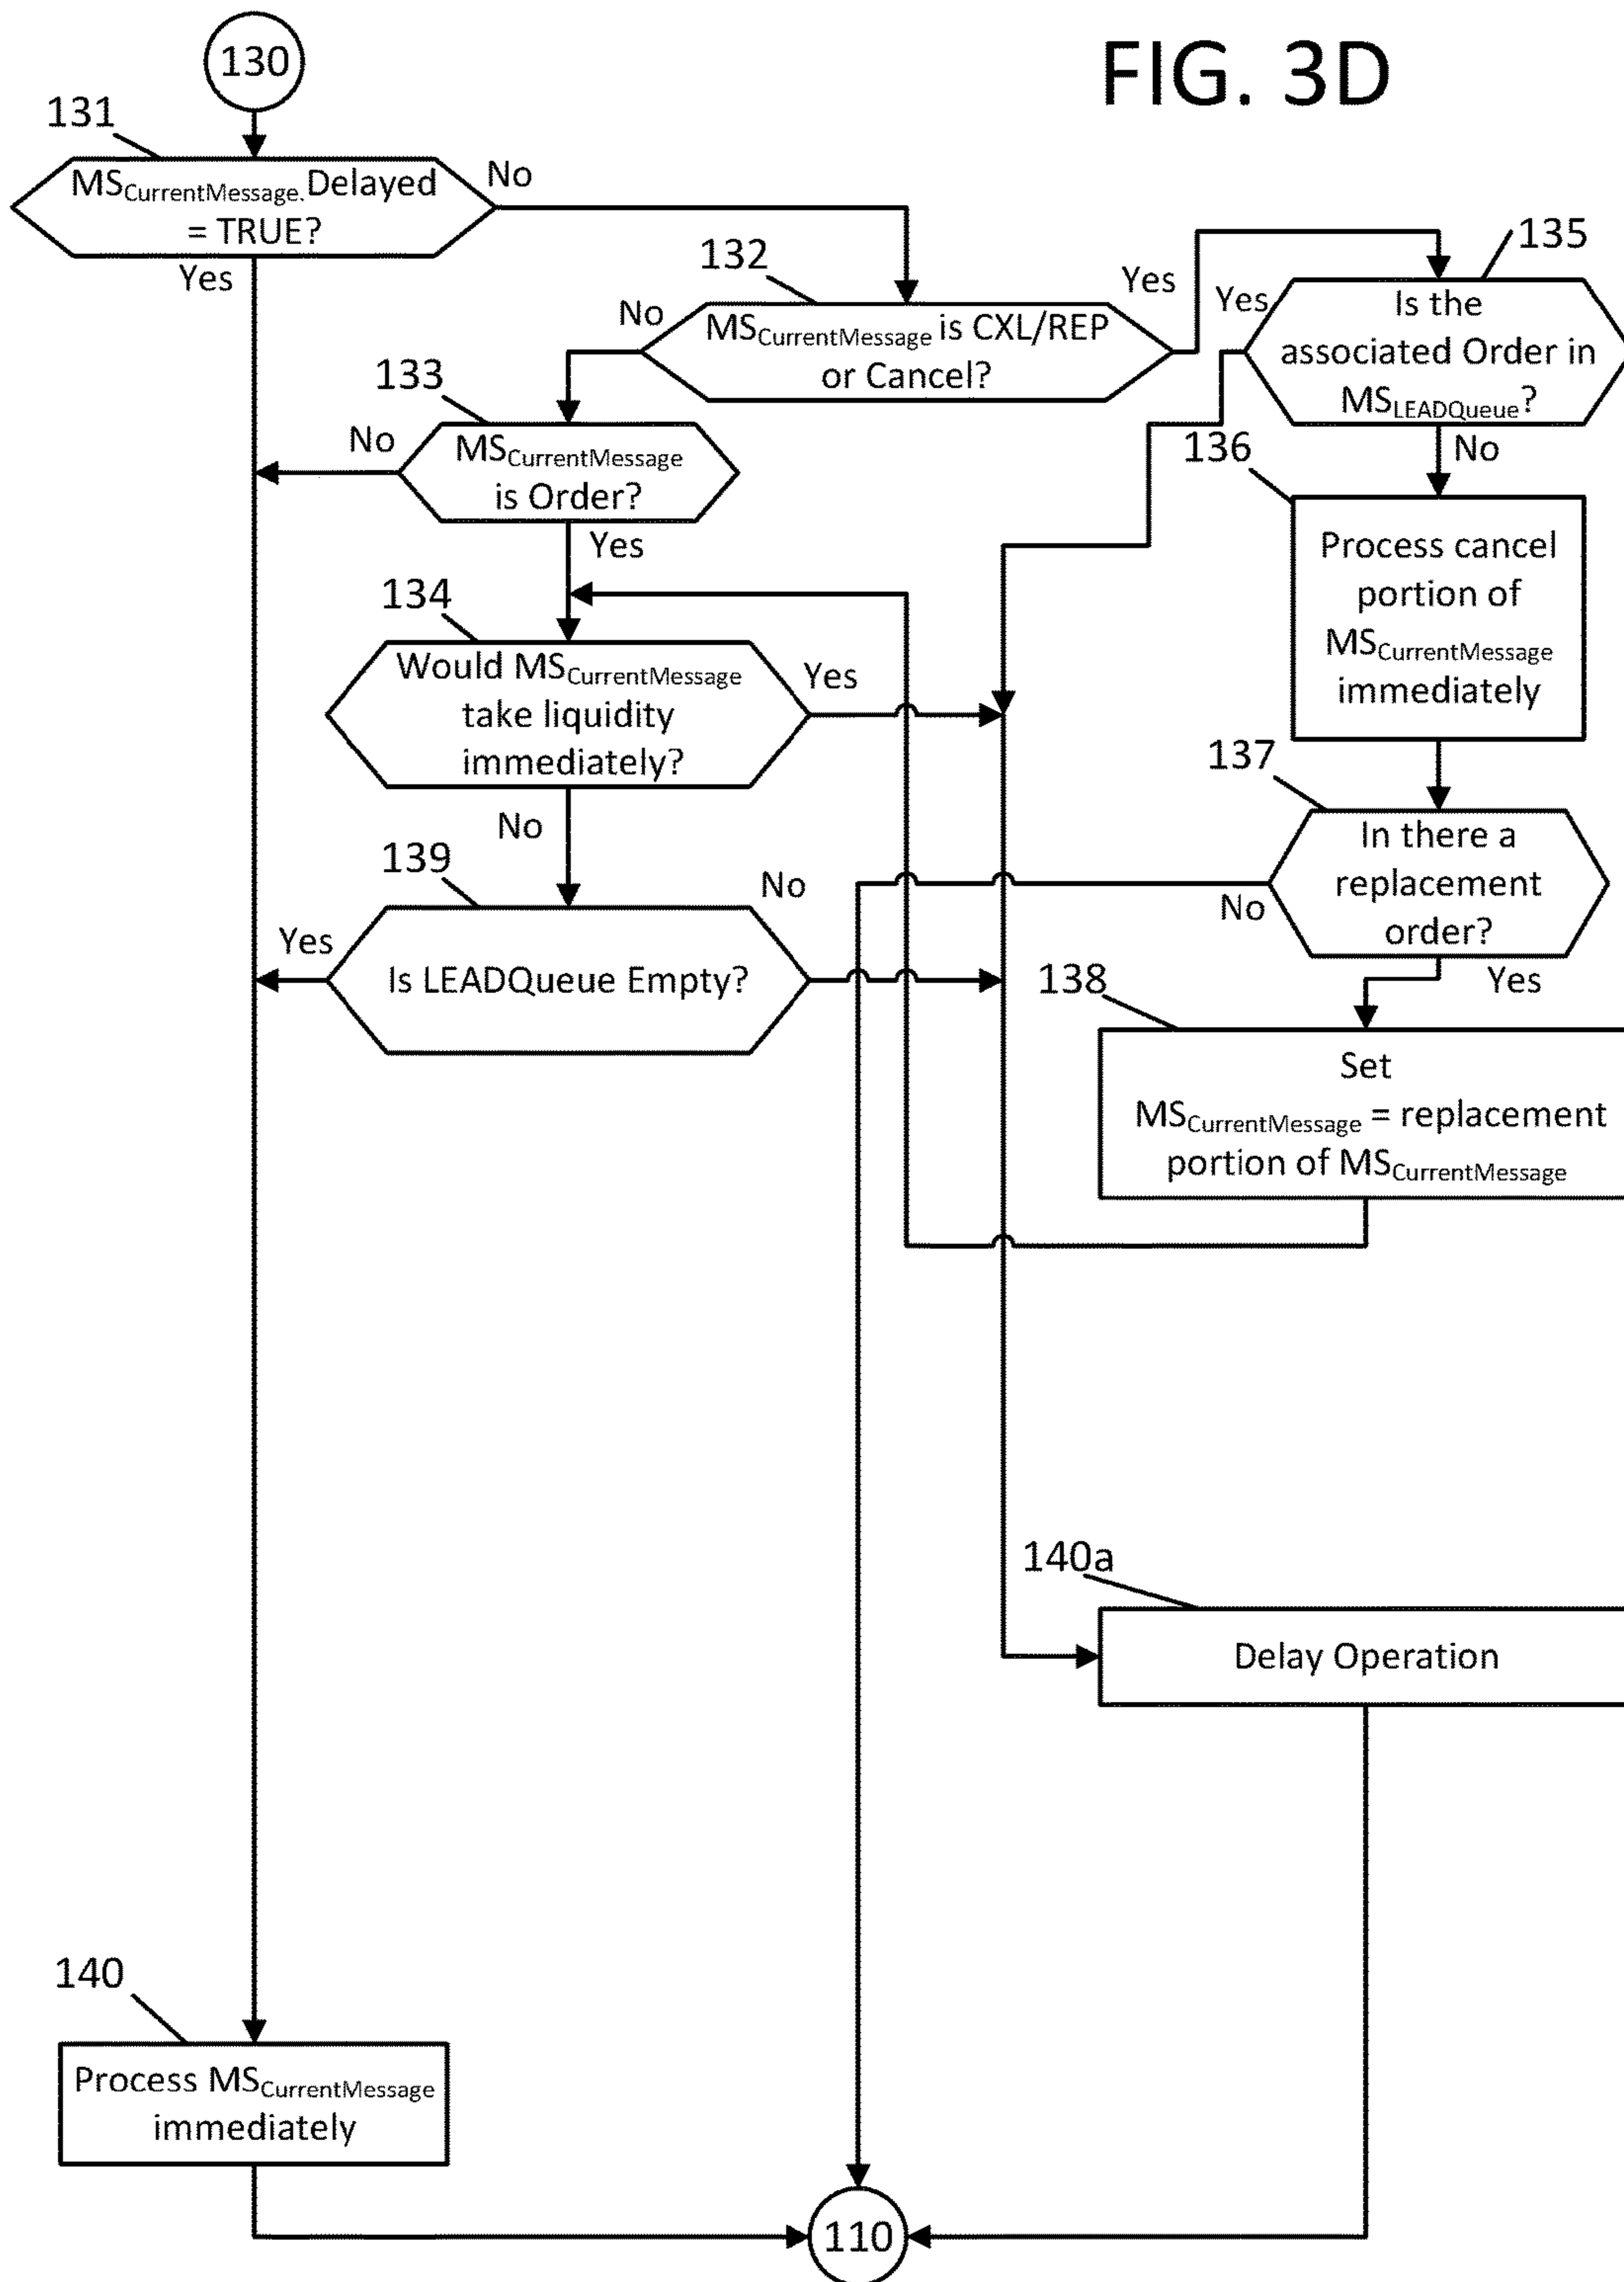 FIG. 3D
130
131
MSCurrentMessage.Delayed
= TRUE?
No
Yes
132
MSCurrentMessage is CXL/REP
or Cancel?
No
Yes
135
Is the
associated Order in
MSLEADQueue?
Yes
No
133
MSCurrentMessage
is Order?
No
Yes
136
Process cancel
portion of
MSCurrentMessage
immediately
134
Would MSCurrentMessage
take liquidity
immediately?
Yes
No
137
In there a
replacement
order?
No
Yes
139
Is LEADQueue Empty?
Yes
No
138
Set
MSCurrentMessage = replacement
portion of MSCurrentMessage
140a
Delay Operation
140
Process MSCurrentMessage
immediately
110